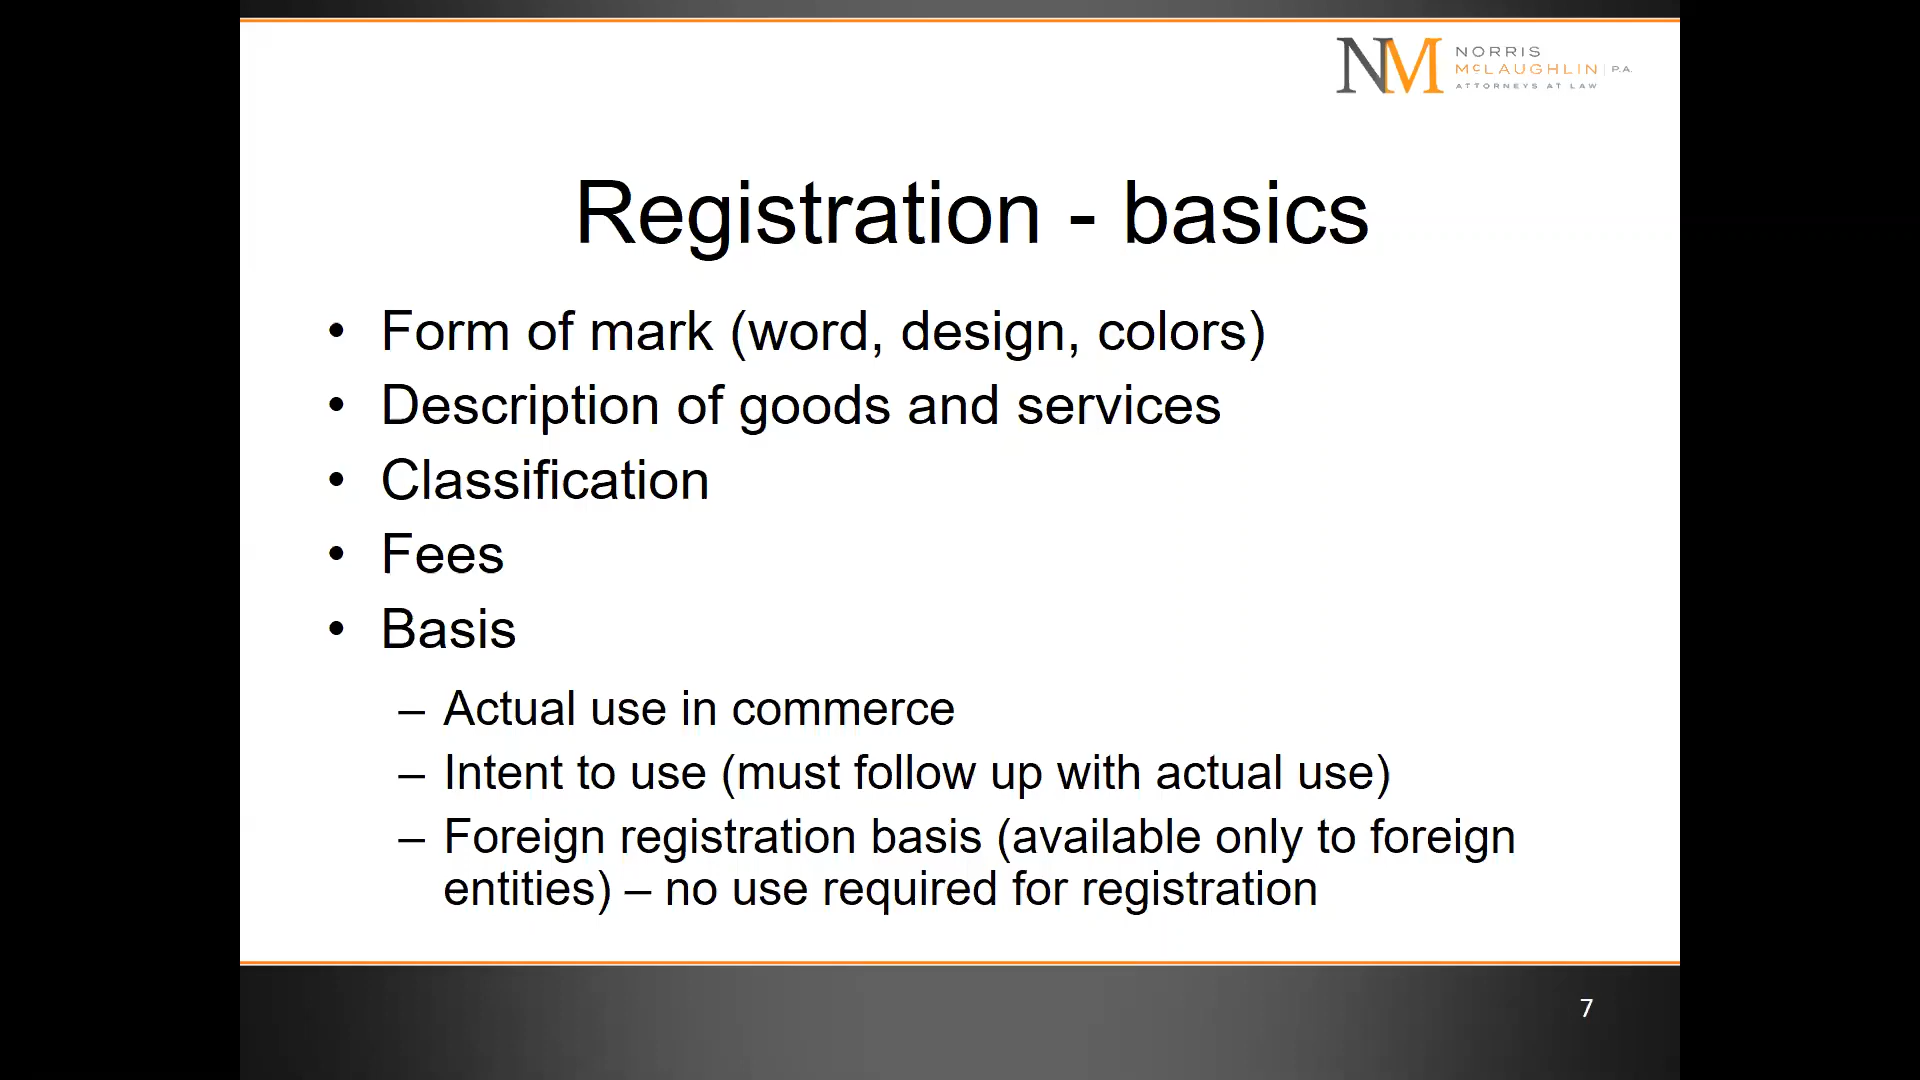 NM NORRIS
McLAUGHLIN | P.A.
ATTORNEYS AT LAW
Registration - basics
• Form of mark (word, design, colors)
• Description of goods and services
• Classification
• Fees
• Basis
– Actual use in commerce
– Intent to use (must follow up with actual use)
– Foreign registration basis (available only to foreign
entities) – no use required for registration
7